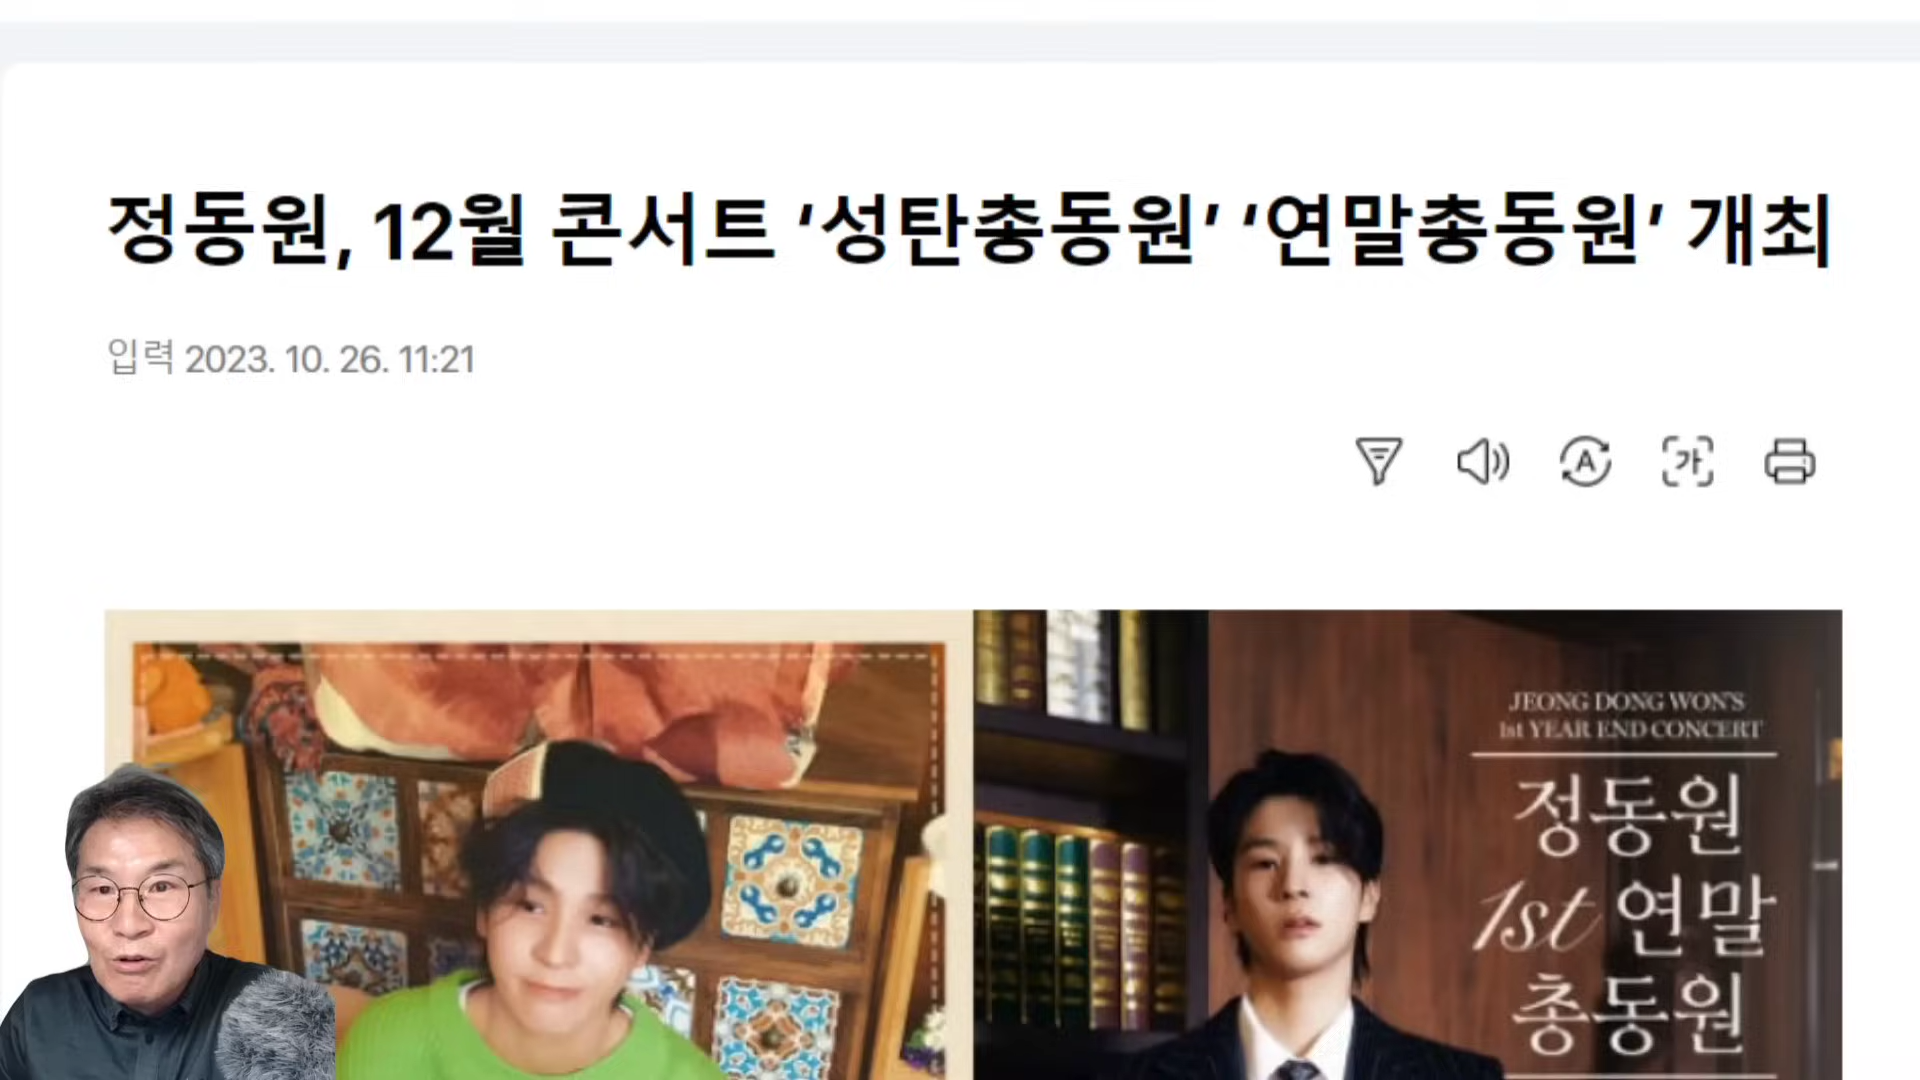 정동원, 12월 콘서트 ‘성탄총동원’ ‘연말총동원’ 개최
입력 2023. 10. 26. 11:21
A
가
JEONG DONG WON'S
1st YEAR END CONCERT
정동원
1st 연말
총동원